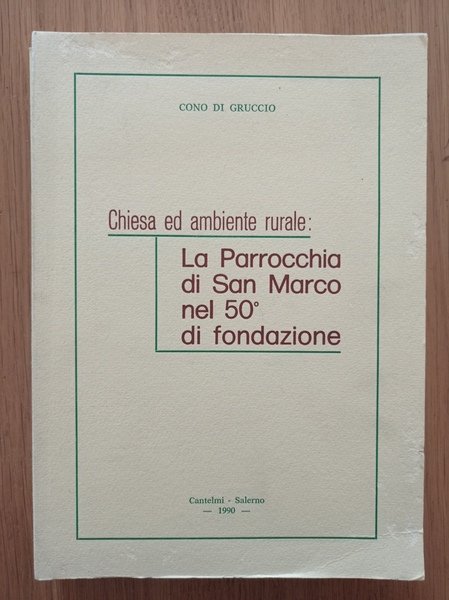 CONO DI GRUCCIO
Chiesa ed ambiente rurale:
La Parrocchia
di San Marco
nel 50°
di fondazione
Cantelmi - Salerno
— 1990 —